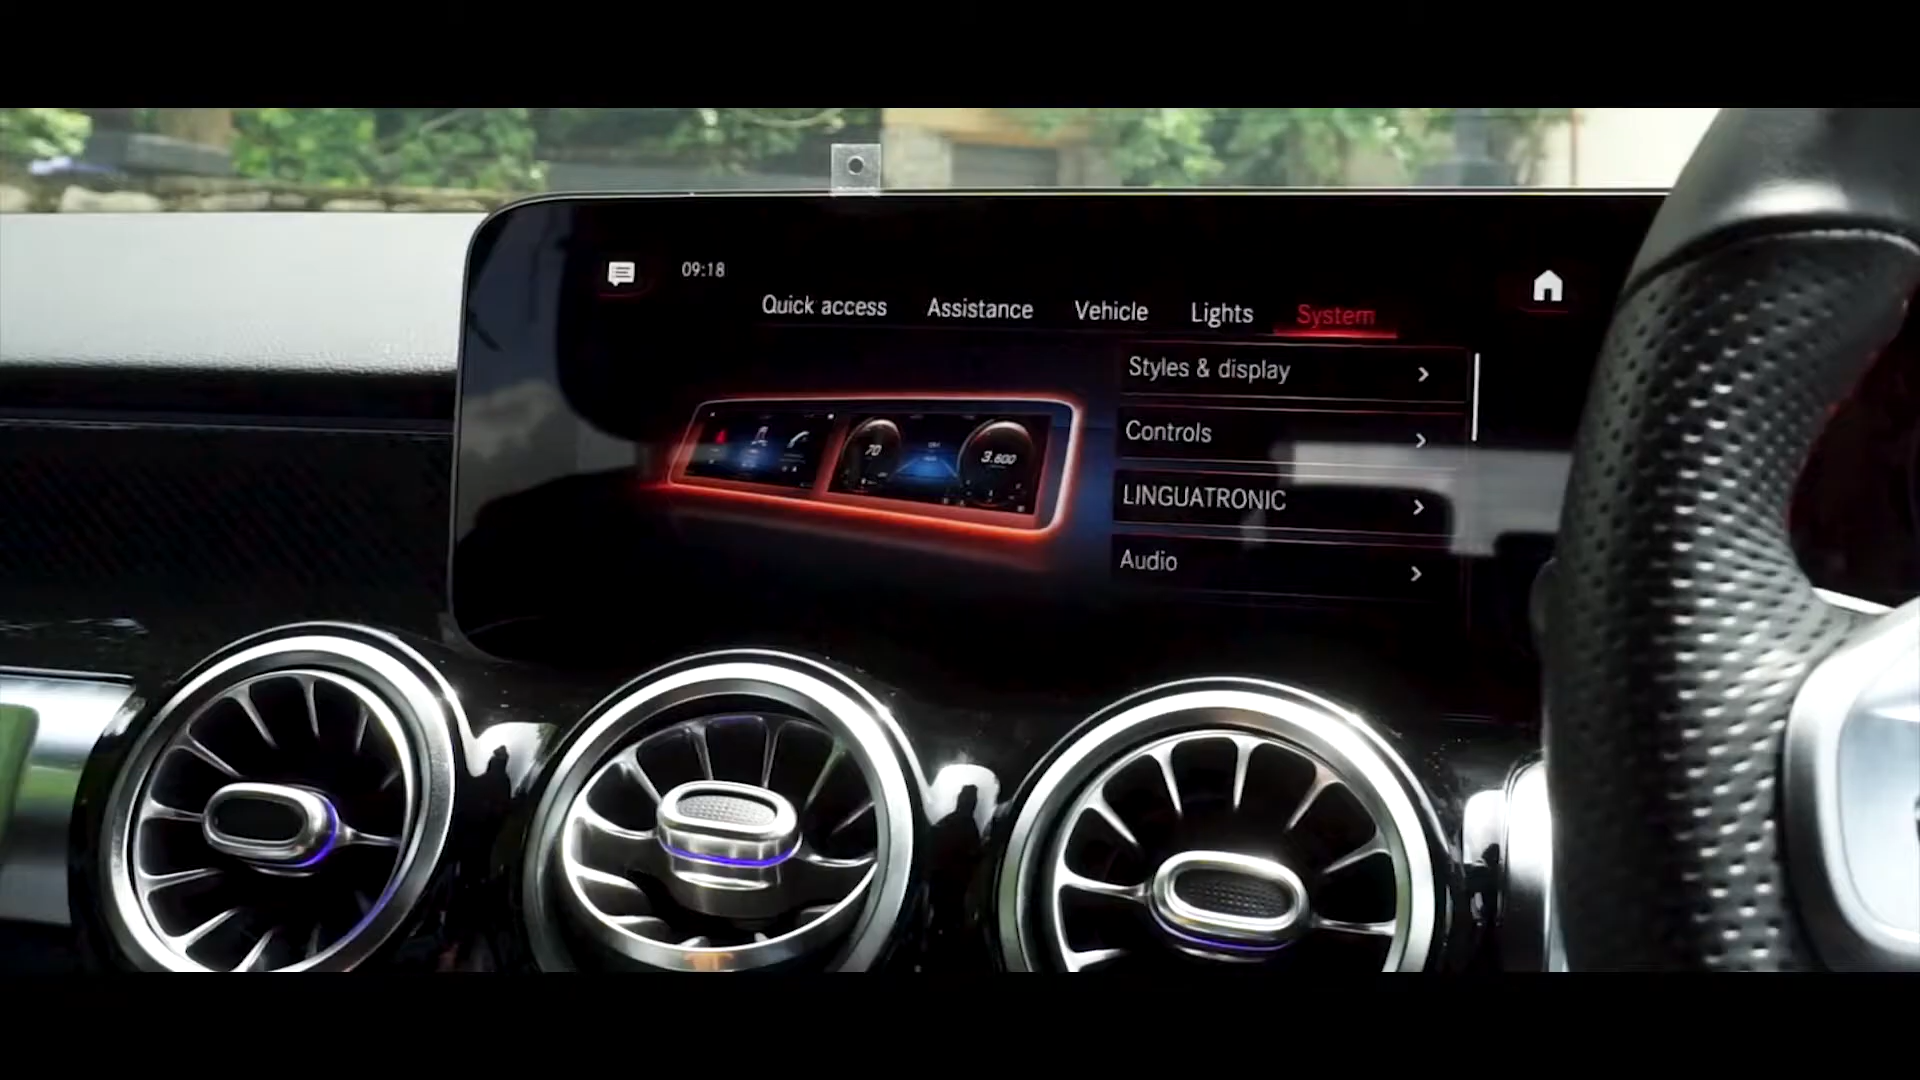 09:18
Quick access Assistance Vehicle Lights System
Styles & display
Controls
LINGUATRONIC
Audio
70
3.600